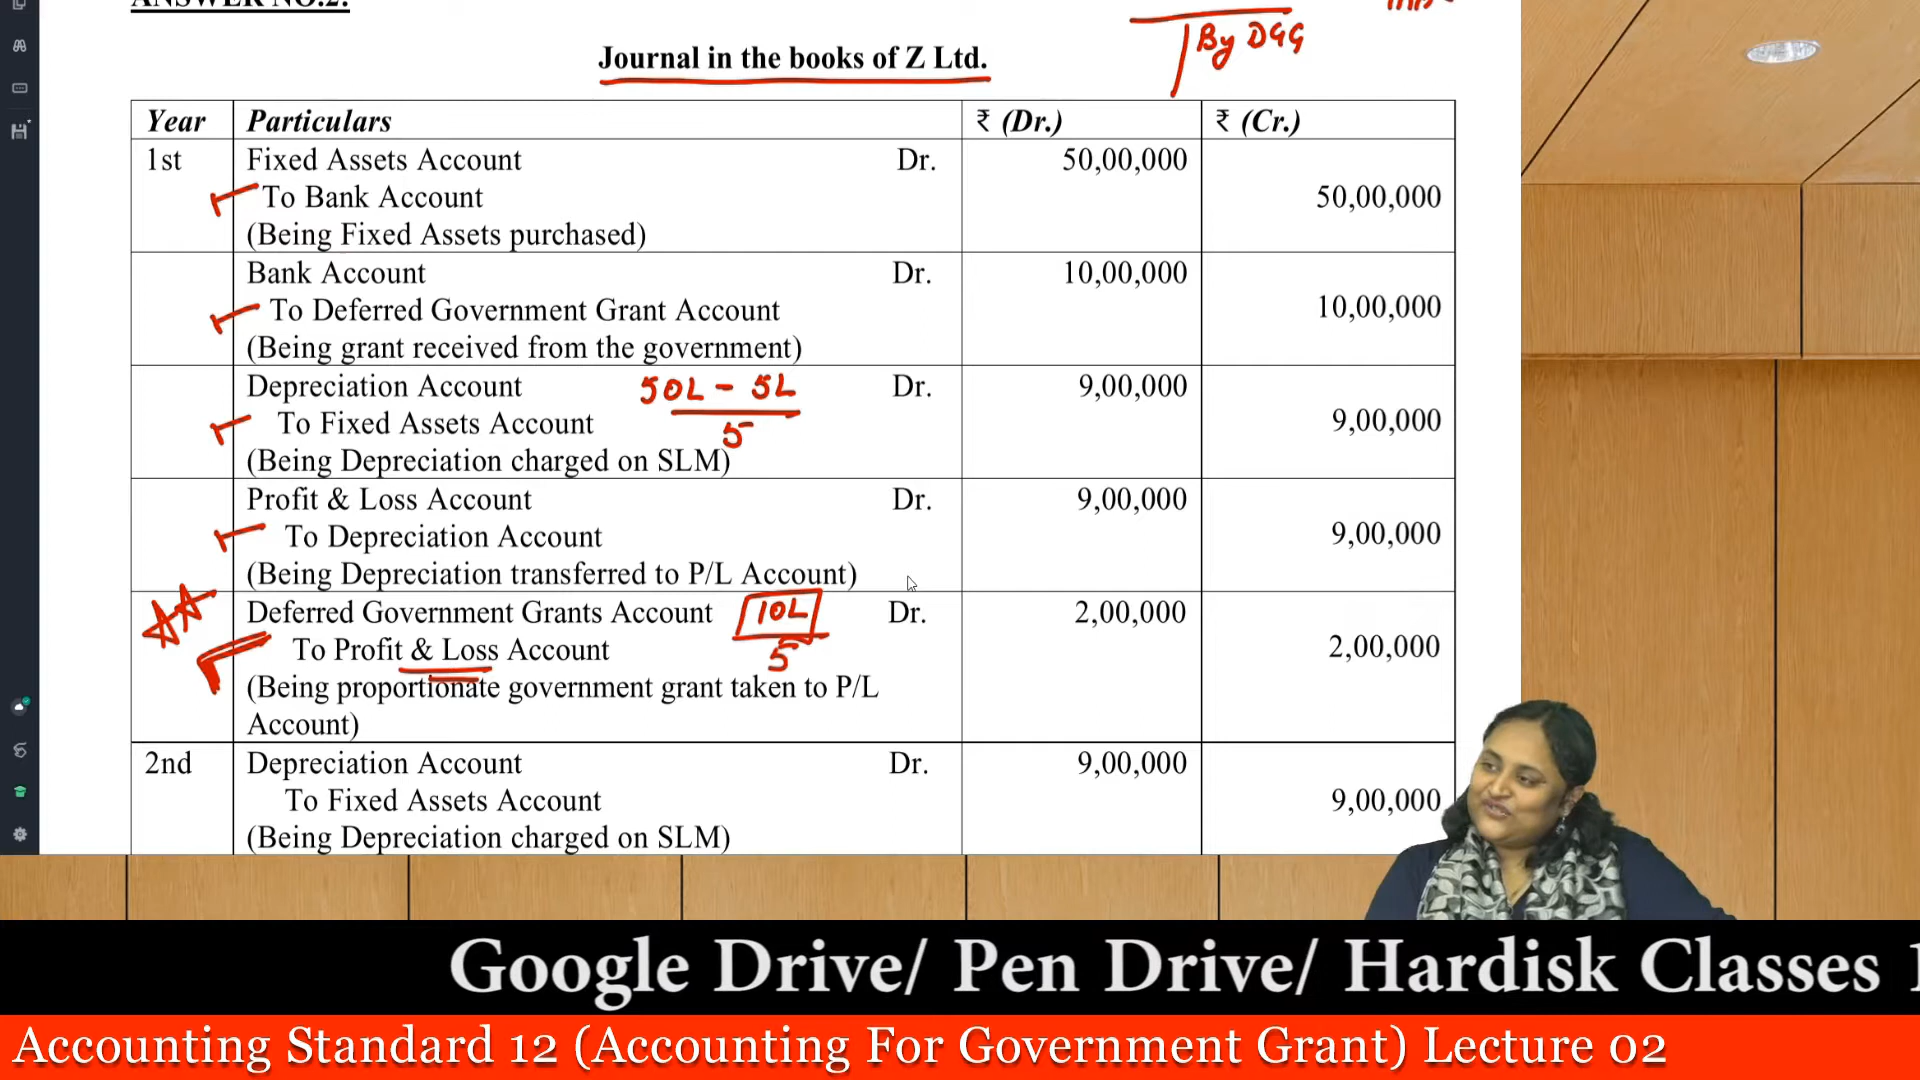 By DGG
Journal in the books of Z Ltd.
Year Particulars ₹ (Dr.) ₹ (Cr.)
1st Fixed Assets Account Dr. 50,00,000
To Bank Account 50,00,000
(Being Fixed Assets purchased)
Bank Account Dr. 10,00,000
To Deferred Government Grant Account 10,00,000
(Being grant received from the government)
Depreciation Account 50L - 5L Dr. 9,00,000
To Fixed Assets Account 5 9,00,000
(Being Depreciation charged on SLM)
Profit & Loss Account Dr. 9,00,000
To Depreciation Account 9,00,000
(Being Depreciation transferred to P/L Account)
Deferred Government Grants Account 10L Dr. 2,00,000
To Profit & Loss Account 5 2,00,000
(Being proportionate government grant taken to P/L
Account)
2nd Depreciation Account Dr. 9,00,000
To Fixed Assets Account 9,00,000
(Being Depreciation charged on SLM)
Google Drive/ Pen Drive/ Hardisk Classes
Accounting Standard 12 (Accounting For Government Grant) Lecture 02